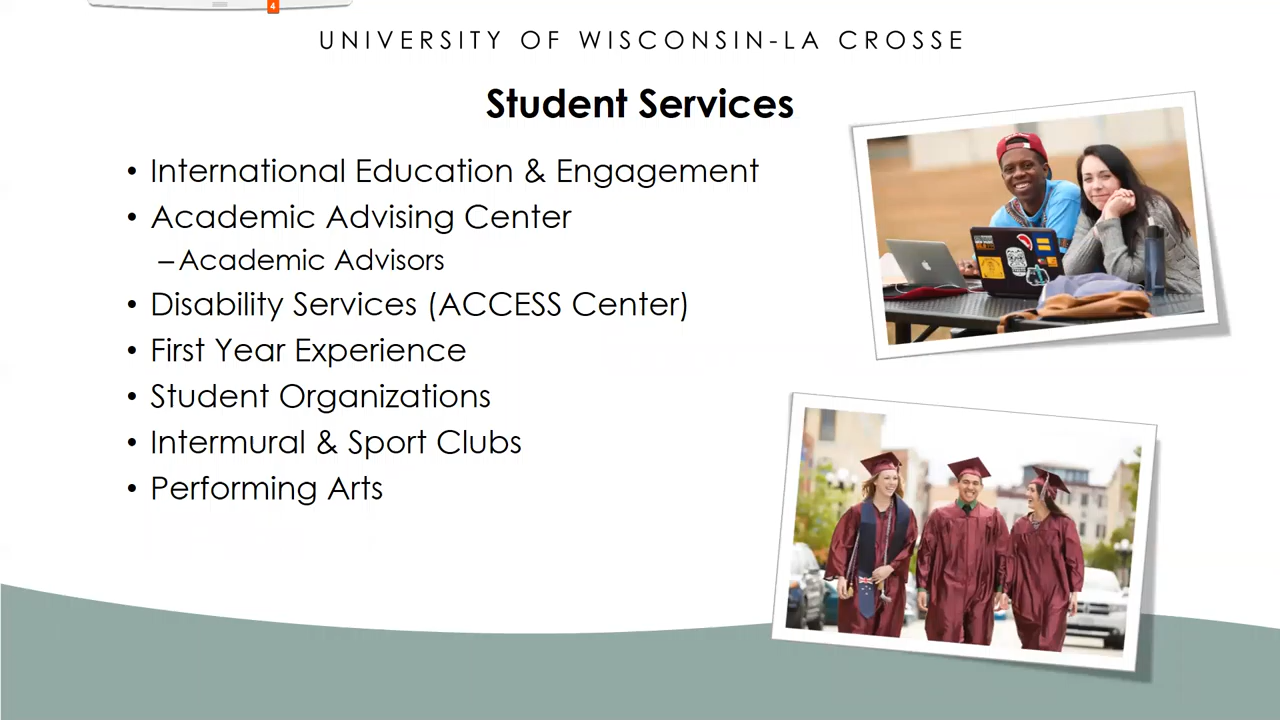 4
UNIVERSITY OF WISCONSIN-LA CROSSE
Student Services
• International Education & Engagement
• Academic Advising Center
– Academic Advisors
• Disability Services (ACCESS Center)
• First Year Experience
• Student Organizations
• Intermural & Sport Clubs
• Performing Arts